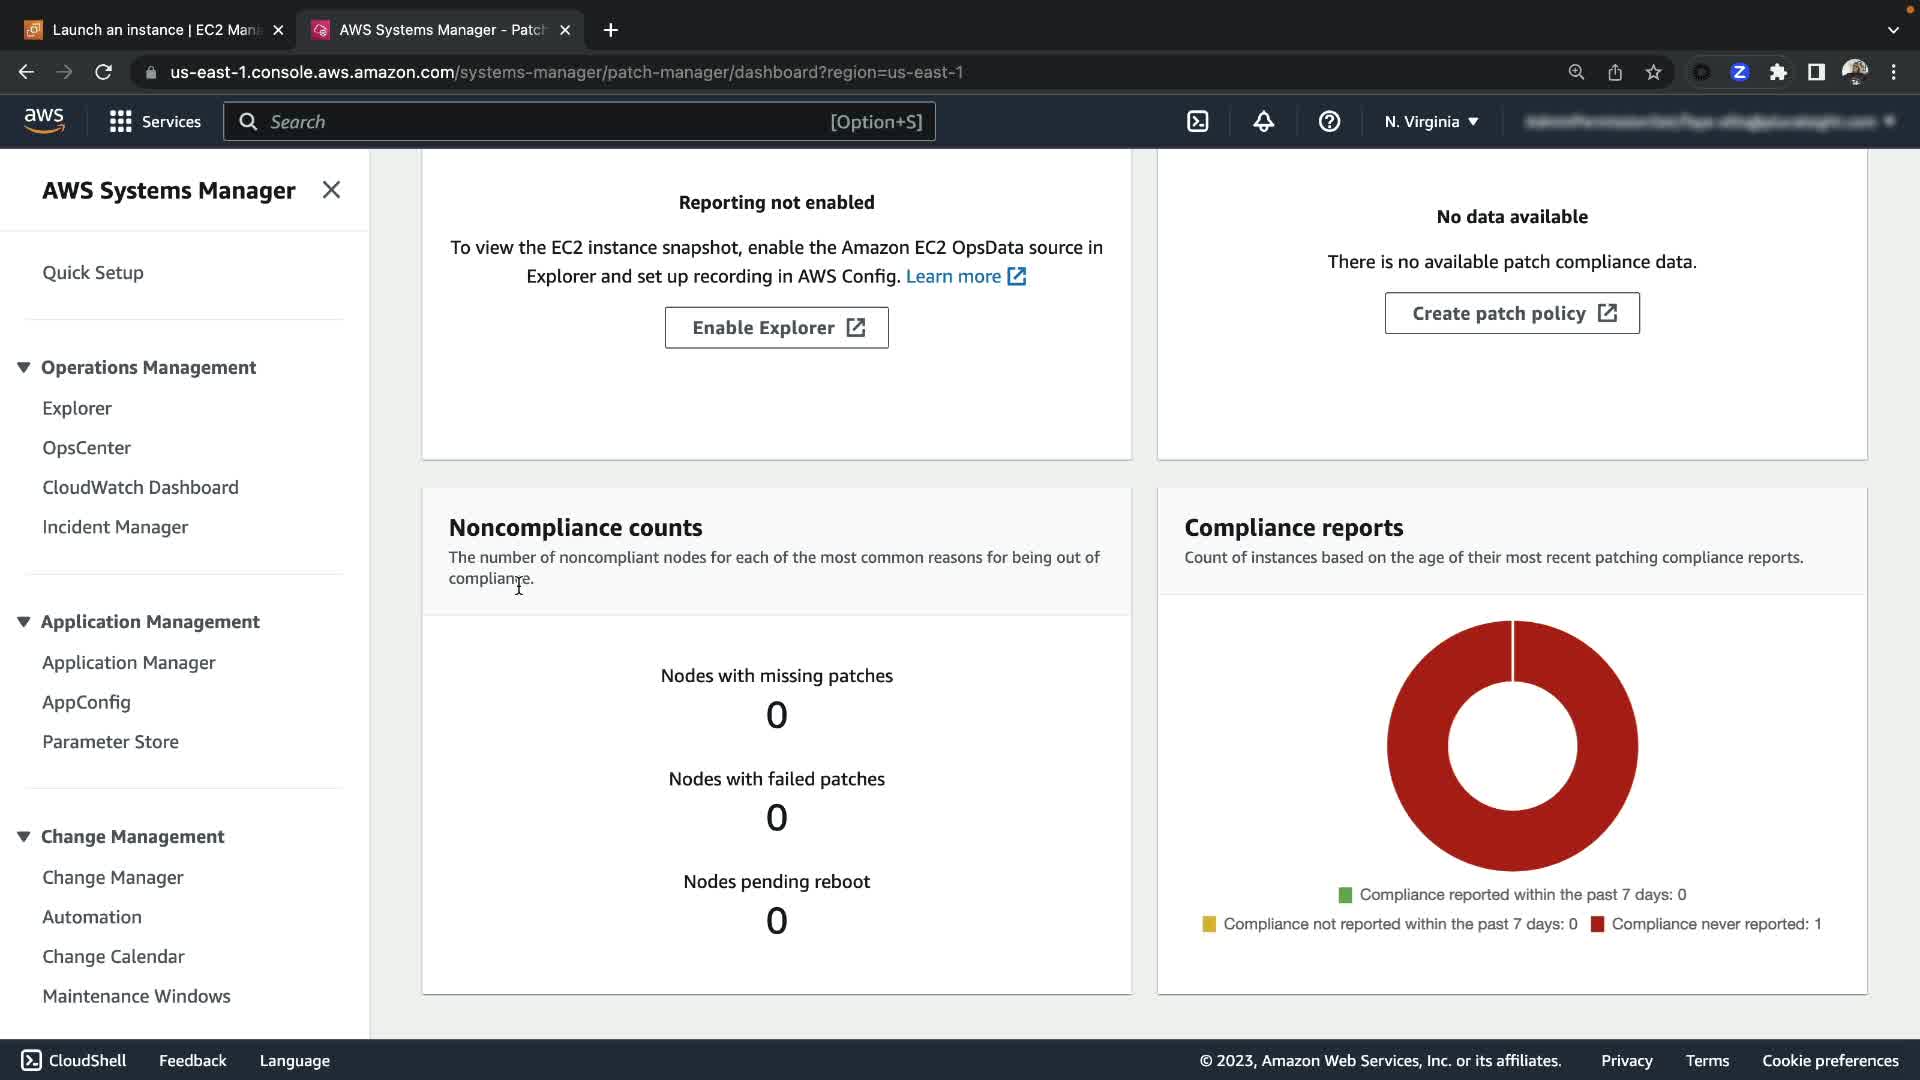 Launch an instance | EC2 Mana
AWS Systems Manager - Patch
us-east-1.console.aws.amazon.com/systems-manager/patch-manager/dashboard?region=us-east-1
Z
aws
Services
Search
[Option+S]
N. Virginia
AWS Systems Manager
Quick Setup
Operations Management
Explorer
OpsCenter
CloudWatch Dashboard
Incident Manager
Application Management
Application Manager
AppConfig
Parameter Store
Change Management
Change Manager
Automation
Change Calendar
Maintenance Windows
Reporting not enabled
To view the EC2 instance snapshot, enable the Amazon EC2 OpsData source in
Explorer and set up recording in AWS Config. Learn more
Enable Explorer
No data available
There is no available patch compliance data.
Create patch policy
Noncompliance counts
The number of noncompliant nodes for each of the most common reasons for being out of
compliance.
Nodes with missing patches
0
Nodes with failed patches
0
Nodes pending reboot
0
Compliance reports
Count of instances based on the age of their most recent patching compliance reports.
Compliance reported within the past 7 days: 0
Compliance not reported within the past 7 days: 0
Compliance never reported: 1
CloudShell
Feedback
Language
© 2023, Amazon Web Services, Inc. or its affiliates.
Privacy
Terms
Cookie preferences